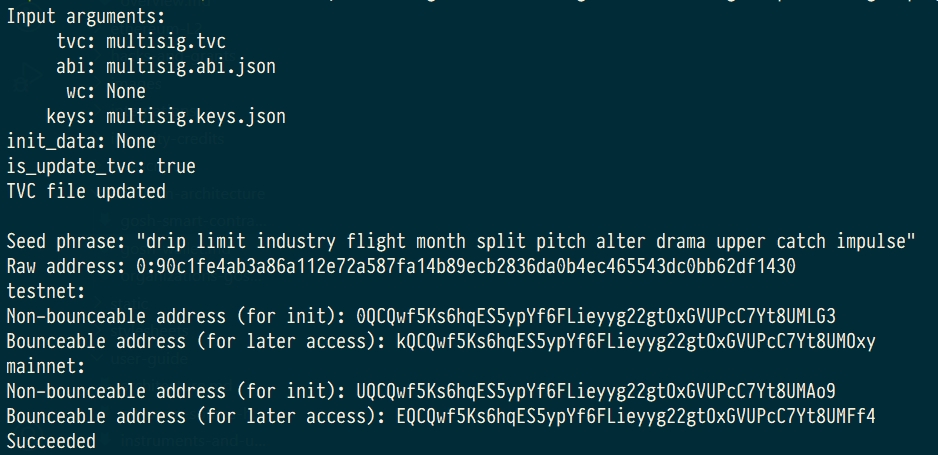 Input arguments:
tvc: multisig.tvc
abi: multisig.abi.json
wc: None
keys: multisig.keys.json
init_data: None
is_update_tvc: true
TVC file updated
Seed phrase: "drip limit industry flight month split pitch alter drama upper catch impulse"
Raw address: 0:90c1fe4ab3a86a112e72a587fa14b89ecb2836da0b4ec465543dc0bb62df1430
testnet:
Non-bounceable address (for init): 0QCQwf5Ks6hqES5ypYf6FLieyyg22gtOxGVUPcC7Yt8UMLG3
Bounceable address (for later access): kQCQwf5Ks6hqES5ypYf6FLieyyg22gtOxGVUPcC7Yt8UMOxy
mainnet:
Non-bounceable address (for init): UQCQwf5Ks6hqES5ypYf6FLieyyg22gtOxGVUPcC7Yt8UMAo9
Bounceable address (for later access): EQCQwf5Ks6hqES5ypYf6FLieyyg22gtOxGVUPcC7Yt8UMFf4
Succeeded